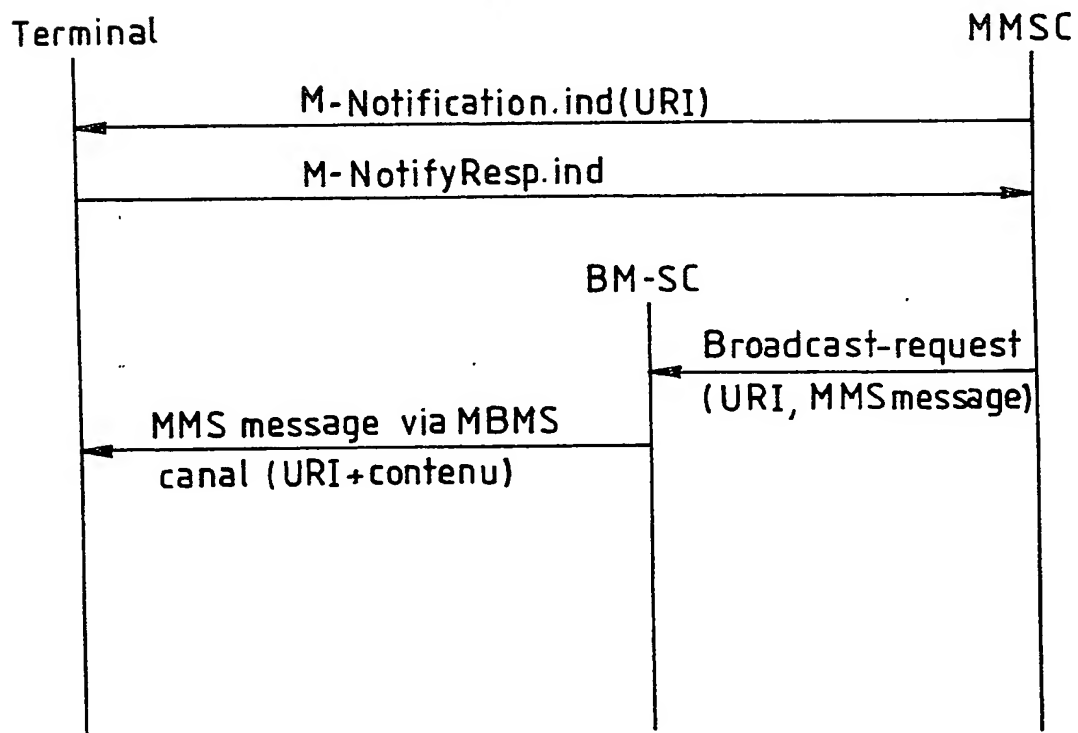 Terminal
MMSC
M-Notification.ind(URI)
M-NotifyResp.ind
BM-SC
Broadcast-request
(URI, MMSmessage)
MMS message via MBMS
canal (URI+contenu)